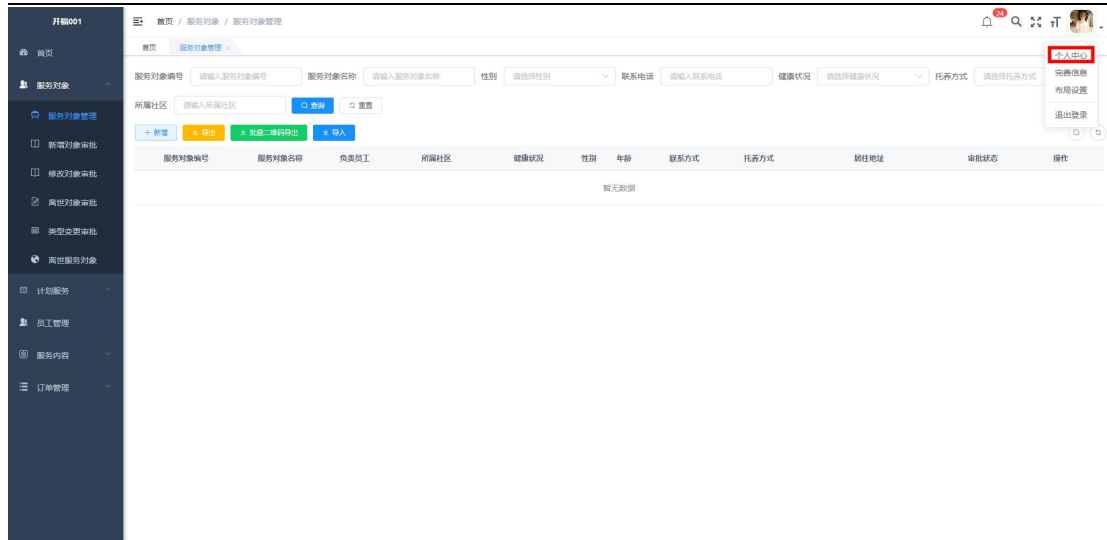 开福001
首页 / 服务对象 / 服务对象管理
24
首页
服务对象管理 ×
个人中心
完善信息
布局设置
退出登录
首页
服务对象
服务对象管理
新增对象审批
修改对象审批
离世对象审批
类型变更审批
离世服务对象
计划服务
员工管理
服务内容
订单管理
服务对象编号 请输入服务对象编号 服务对象名称 请输入服务对象名称 性别 请选择性别 联系电话 请输入联系电话 健康状况 请选择健康状况 托养方式 请选择托养方式
所属社区 请输入所属社区 查询 重置
+ 新增 导出 批量二维码导出 导入
服务对象编号 服务对象名称 负责员工 所属社区 健康状况 性别 年龄 联系方式 托养方式 居住地址 审批状态 操作
暂无数据